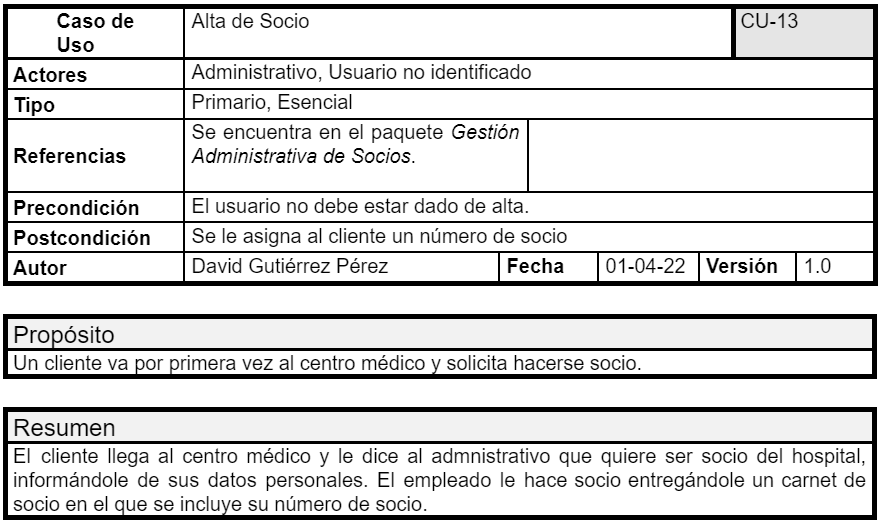 Caso de Uso Alta de Socio CU-13
Actores Administrativo, Usuario no identificado
Tipo Primario, Esencial
Referencias Se encuentra en el paquete Gestión
Administrativa de Socios.
Precondición El usuario no debe estar dado de alta.
Postcondición Se le asigna al cliente un número de socio
Autor David Gutiérrez Pérez Fecha 01-04-22 Versión 1.0
Propósito
Un cliente va por primera vez al centro médico y solicita hacerse socio.
Resumen
El cliente llega al centro médico y le dice al admnistrativo que quiere ser socio del hospital,
informándole de sus datos personales. El empleado le hace socio entregándole un carnet de
socio en el que se incluye su número de socio.